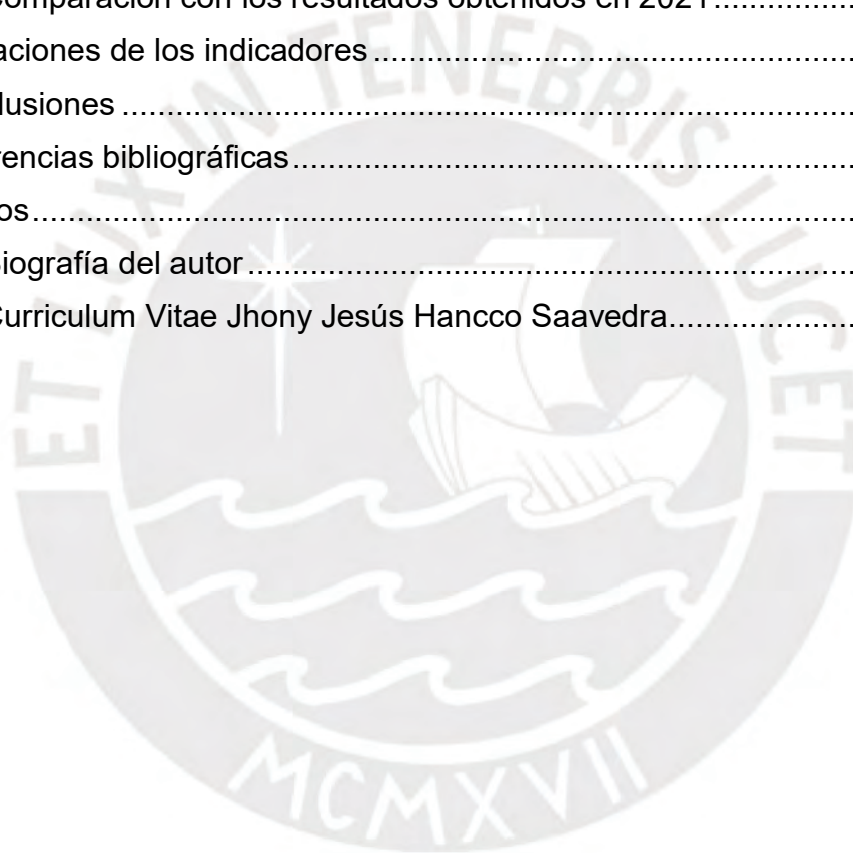 omparación con los resultados obtenidos en 2021
aciones de los indicadores
lusiones
rencias bibliográficas
os
iografía del autor
Curriculum Vitae Jhony Jesús Hancco Saavedra
ET LUX IN TENEBRIS LUCET
MCMXVII